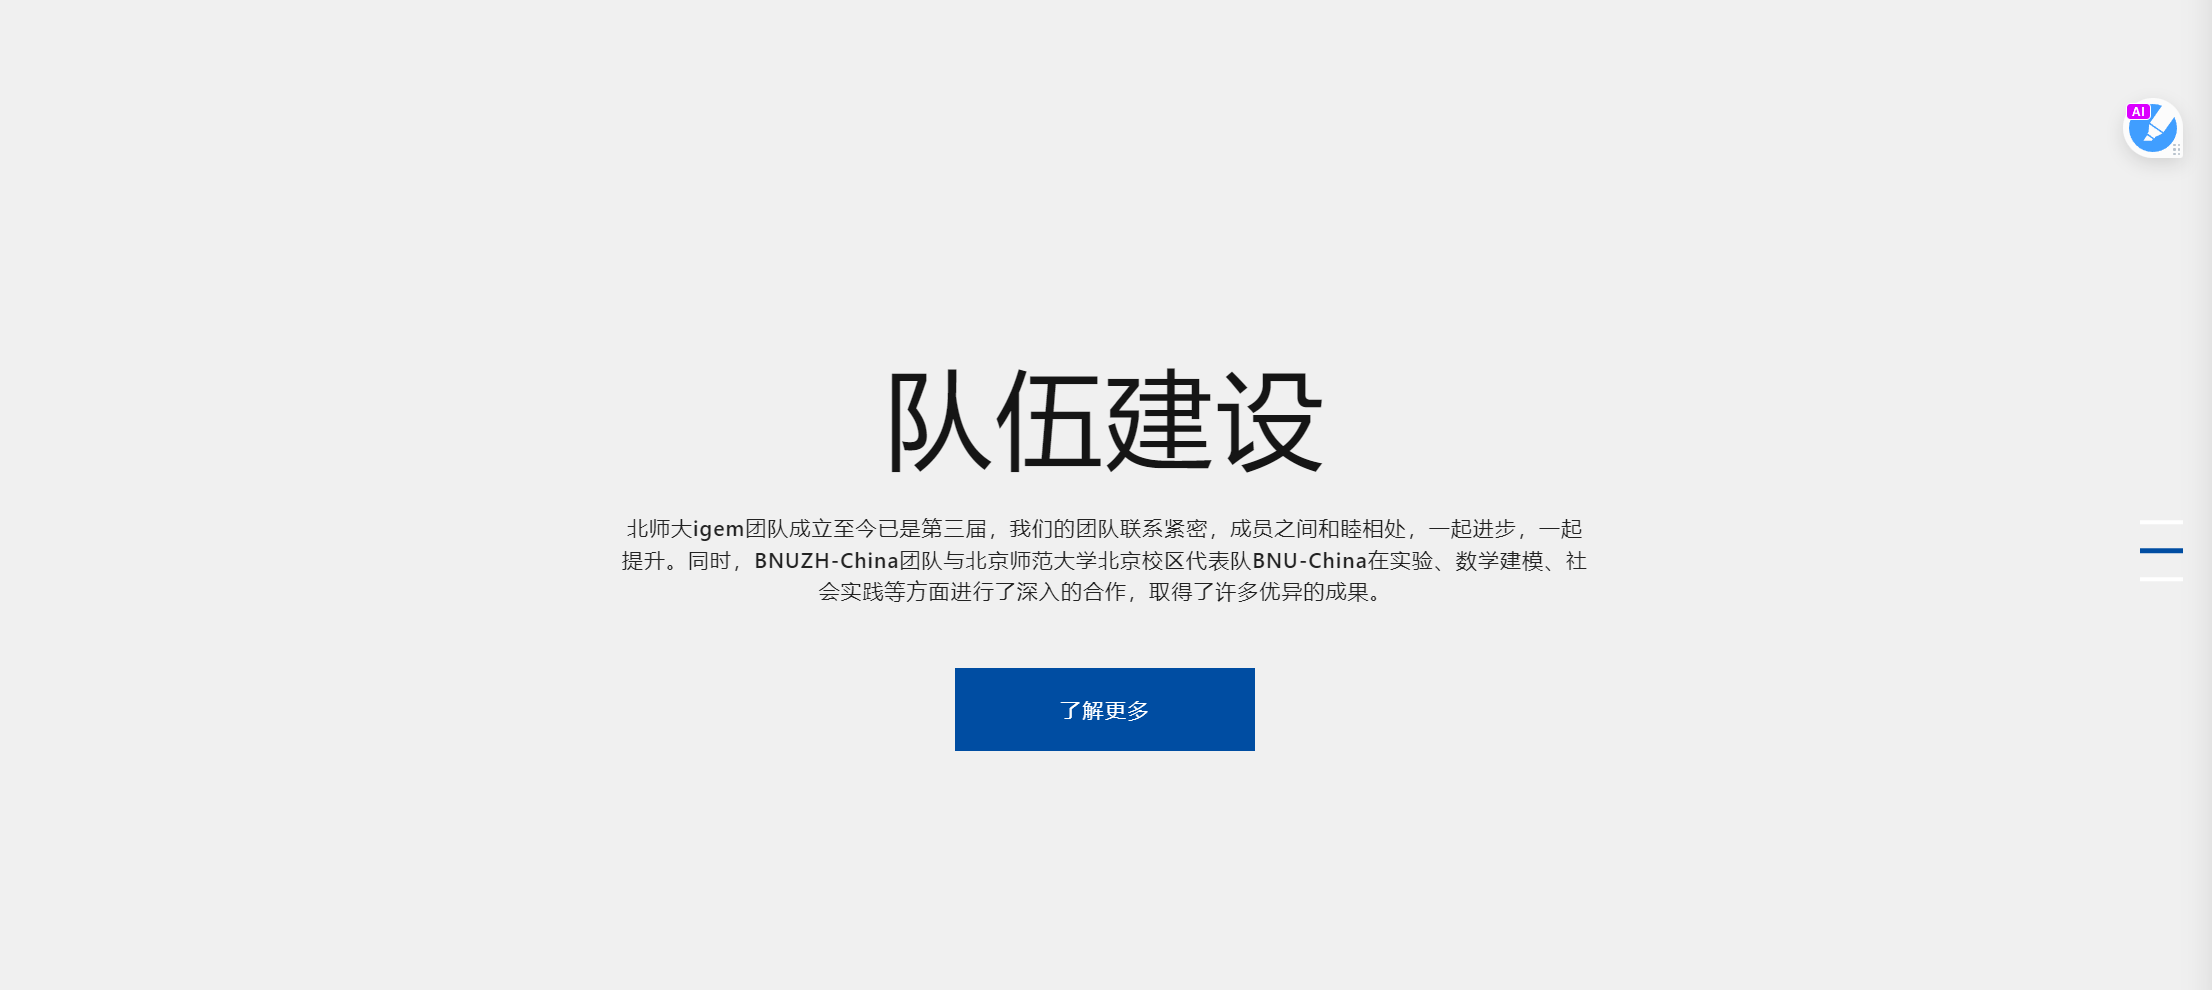 AI
队伍建设
北师大igem团队成立至今已是第三届，我们的团队联系紧密，成员之间和睦相处，一起进步，一起
提升。同时，BNUZH-China团队与北京师范大学北京校区代表队BNU-China在实验、数学建模、社
会实践等方面进行了深入的合作，取得了许多优异的成果。
了解更多